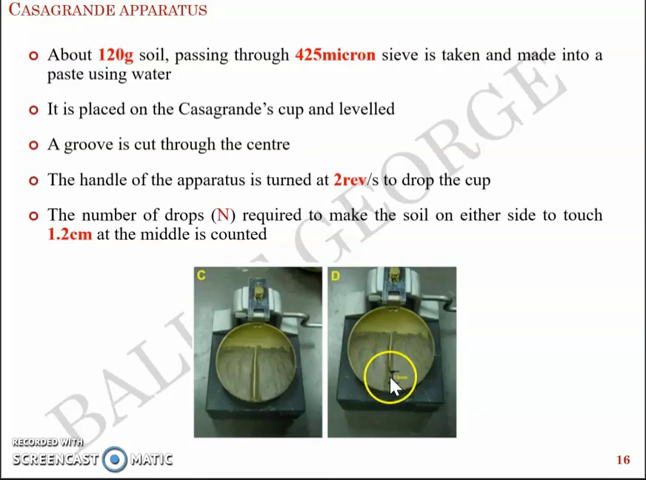 CASAGRANDE APPARATUS
About 120g soil, passing through 425micron sieve is taken and made into a
paste using water
It is placed on the Casagrande's cup and levelled
A groove is cut through the centre
The handle of the apparatus is turned at 2rev/s to drop the cup
The number of drops (N) required to make the soil on either side to touch
1.2cm at the middle is counted
C
D
GEORGE
RECORDED WITH
SCREENCAST MATIC
16